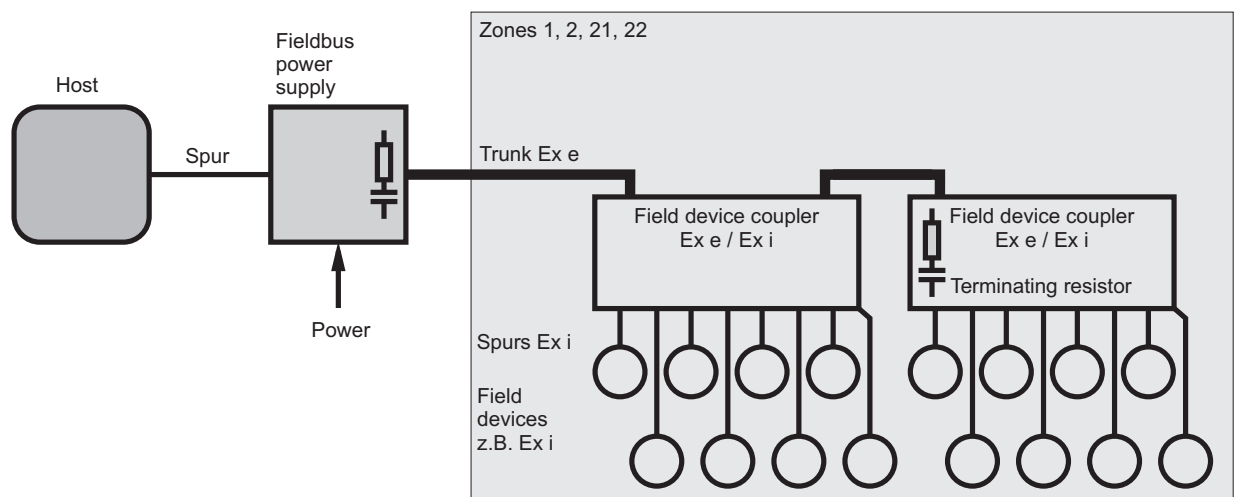 Zones 1, 2, 21, 22
Fieldbus
power
supply
Host
Spur
Trunk Ex e
Field device coupler
Ex e / Ex i
Field device coupler
Ex e / Ex i
Terminating resistor
Power
Spurs Ex i
Field
devices
z.B. Ex i